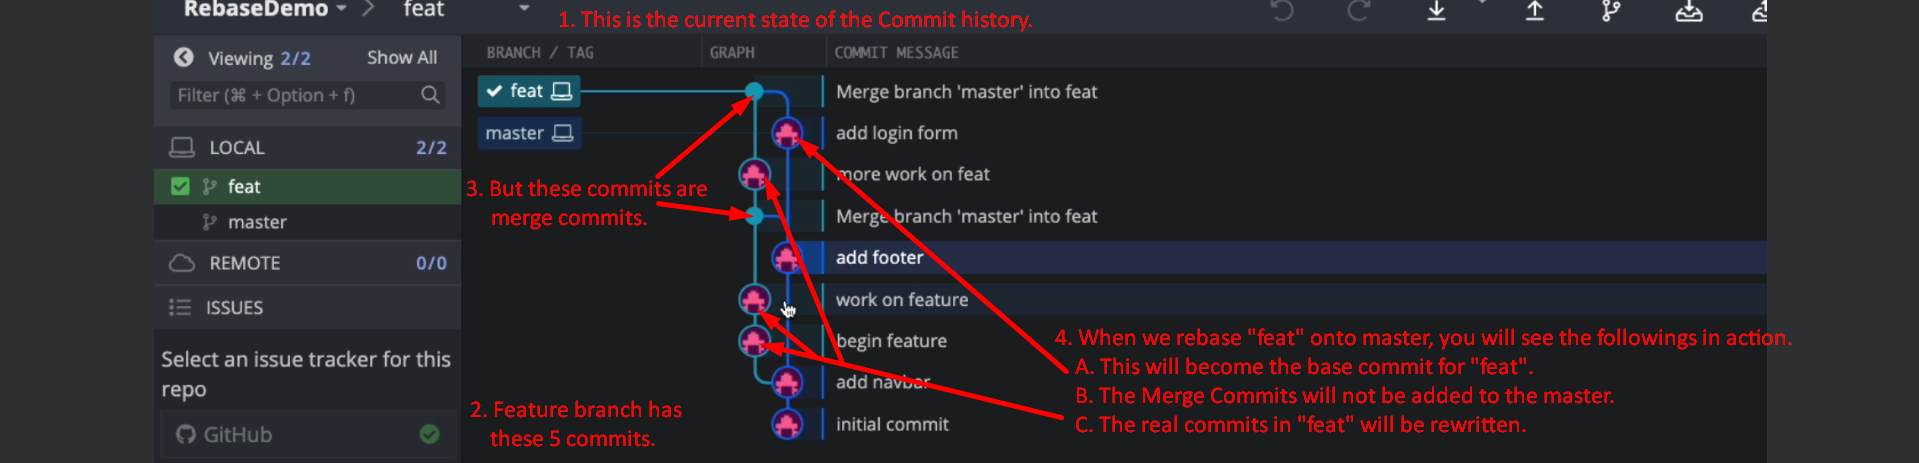 RebaseDemo feat
1. This is the current state of the Commit history.
Viewing 2/2 Show All
BRANCH / TAG GRAPH COMMIT MESSAGE
Filter (⌘ + Option + f)
feat Merge branch 'master' into feat
master add login form
LOCAL 2/2
more work on feat
feat
3. But these commits are
merge commits.
Merge branch 'master' into feat
master
REMOTE 0/0
add footer
ISSUES
work on feature
4. When we rebase "feat" onto master, you will see the followings in action.
begin feature
Select an issue tracker for this
repo
A. This will become the base commit for "feat".
add navbar
B. The Merge Commits will not be added to the master.
2. Feature branch has
these 5 commits.
C. The real commits in "feat" will be rewritten.
initial commit
GitHub